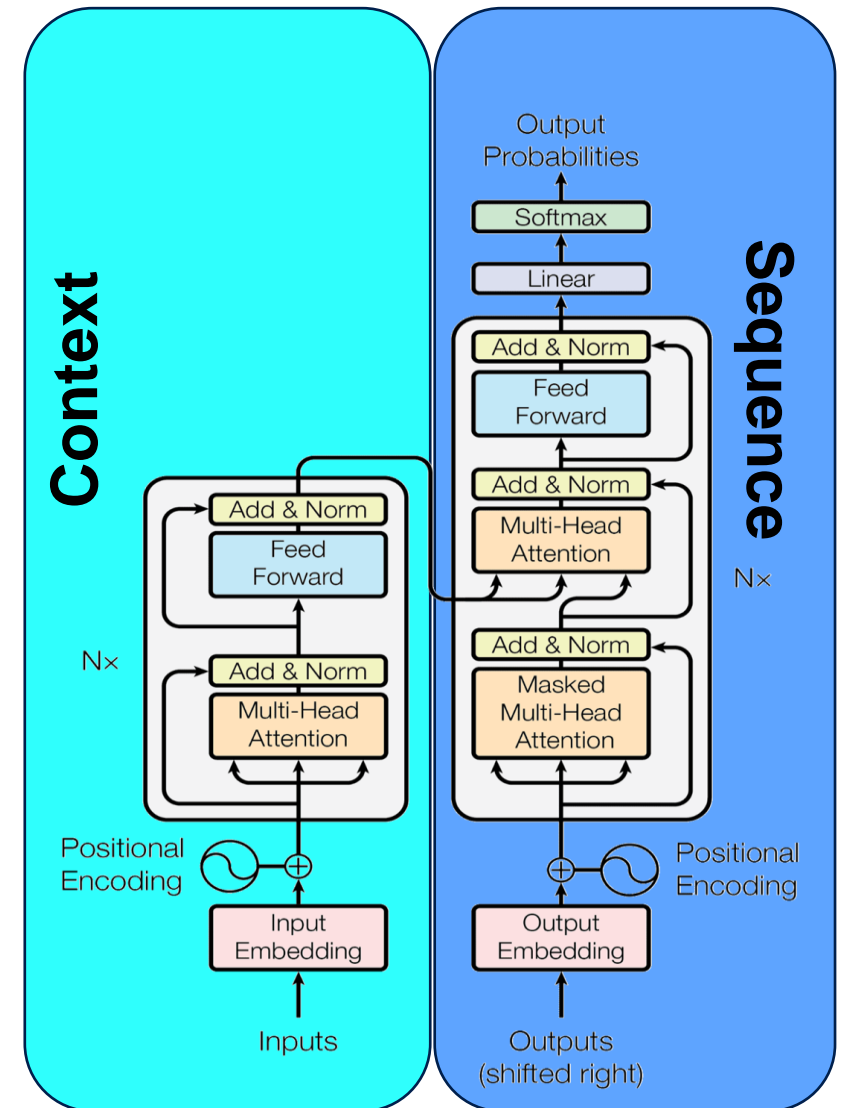 Context
Nx
Add & Norm
Feed
Forward
Add & Norm
Multi-Head
Attention
Positional
Encoding
Input
Embedding
Inputs
Sequence
Output
Probabilities
Softmax
Linear
Add & Norm
Feed
Forward
Add & Norm
Multi-Head
Attention
Nx
Add & Norm
Masked
Multi-Head
Attention
Positional
Encoding
Output
Embedding
Outputs
(shifted right)